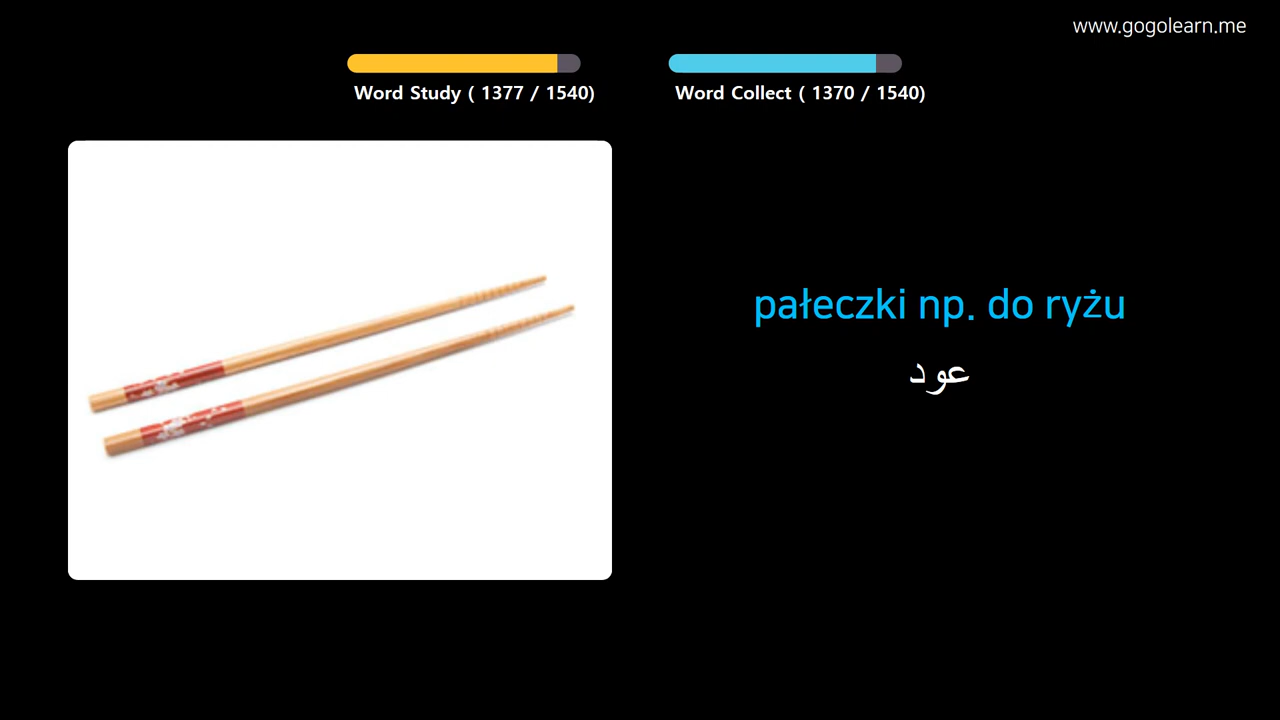 www.gogolearn.me
Word Study ( 1377 / 1540)
Word Collect ( 1370 / 1540)
pałeczki np. do ryżu
عود